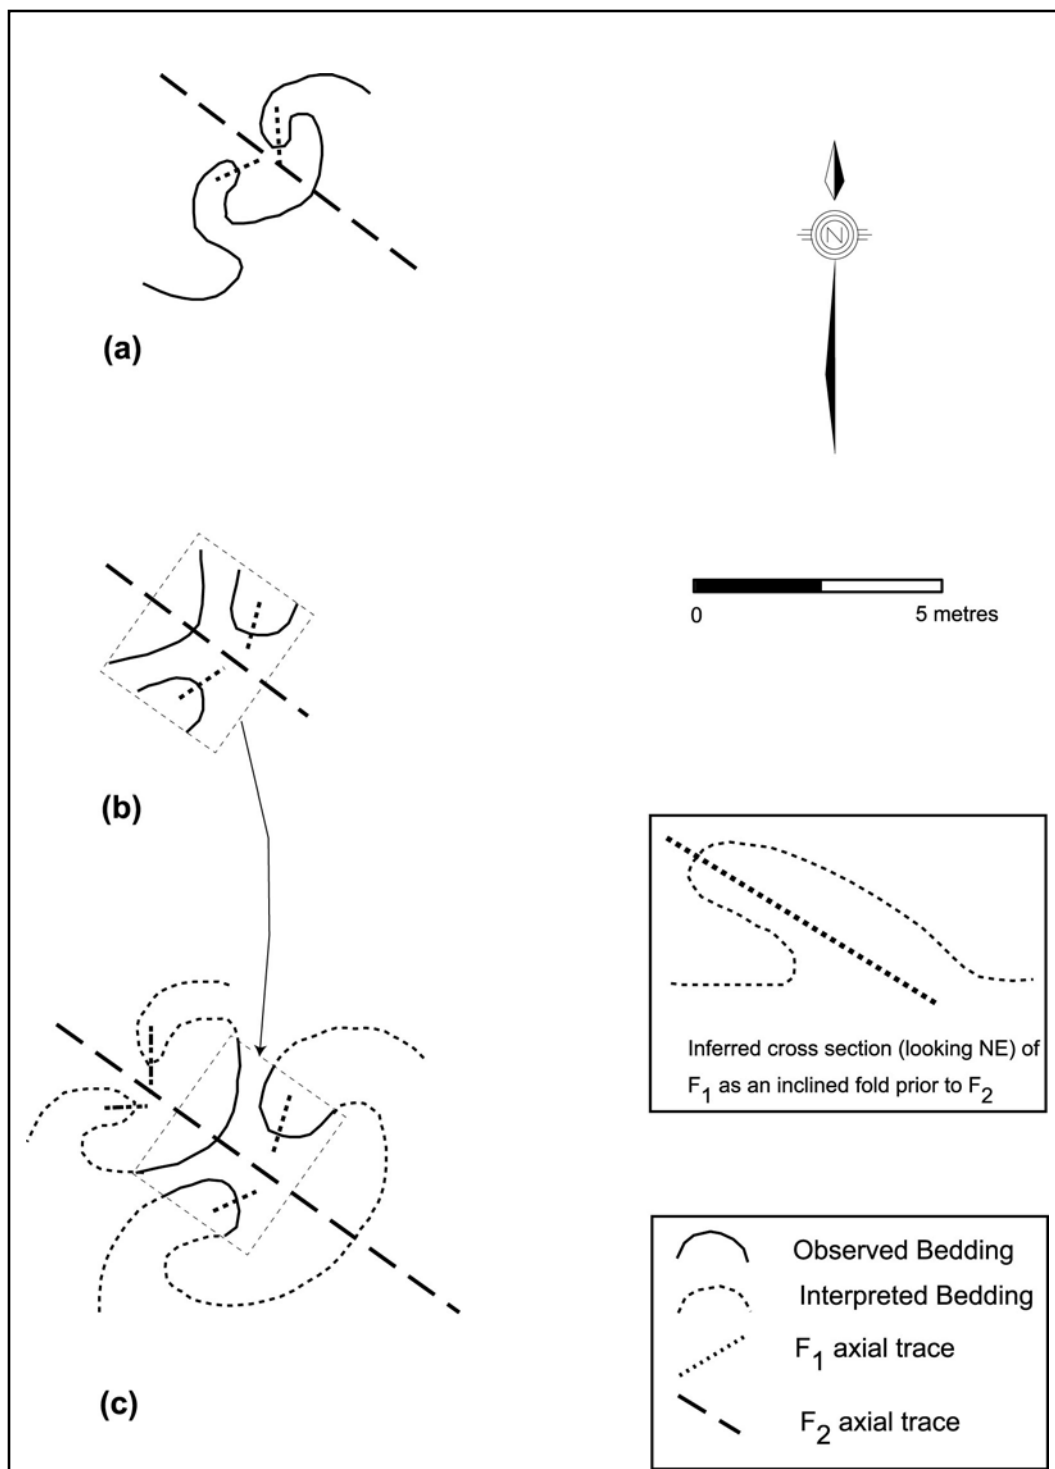 (a)
N
(b)
0 5 metres
Inferred cross section (looking NE) of
F1 as an inclined fold prior to F2
(c)
Observed Bedding
Interpreted Bedding
F1 axial trace
F2 axial trace